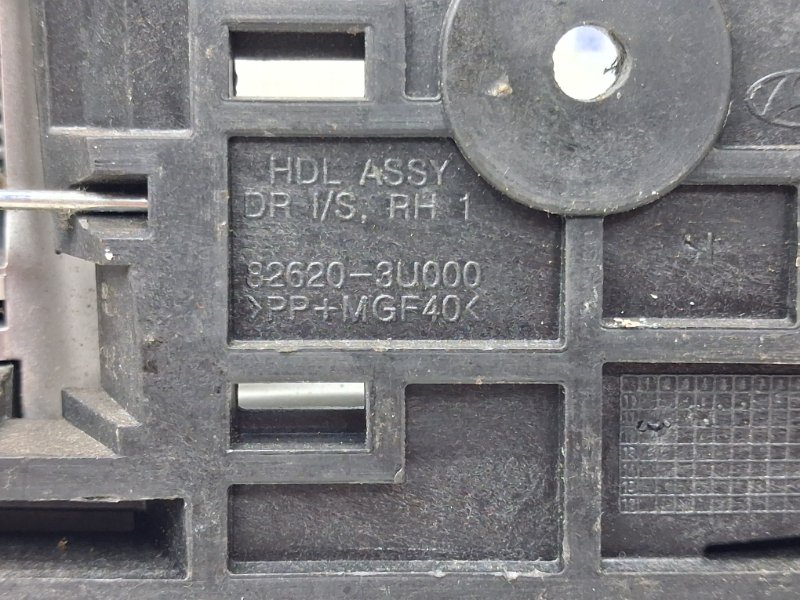 HDL ASSY
DR I/S, RH 1
82620-3U000
>PP+MGF40<